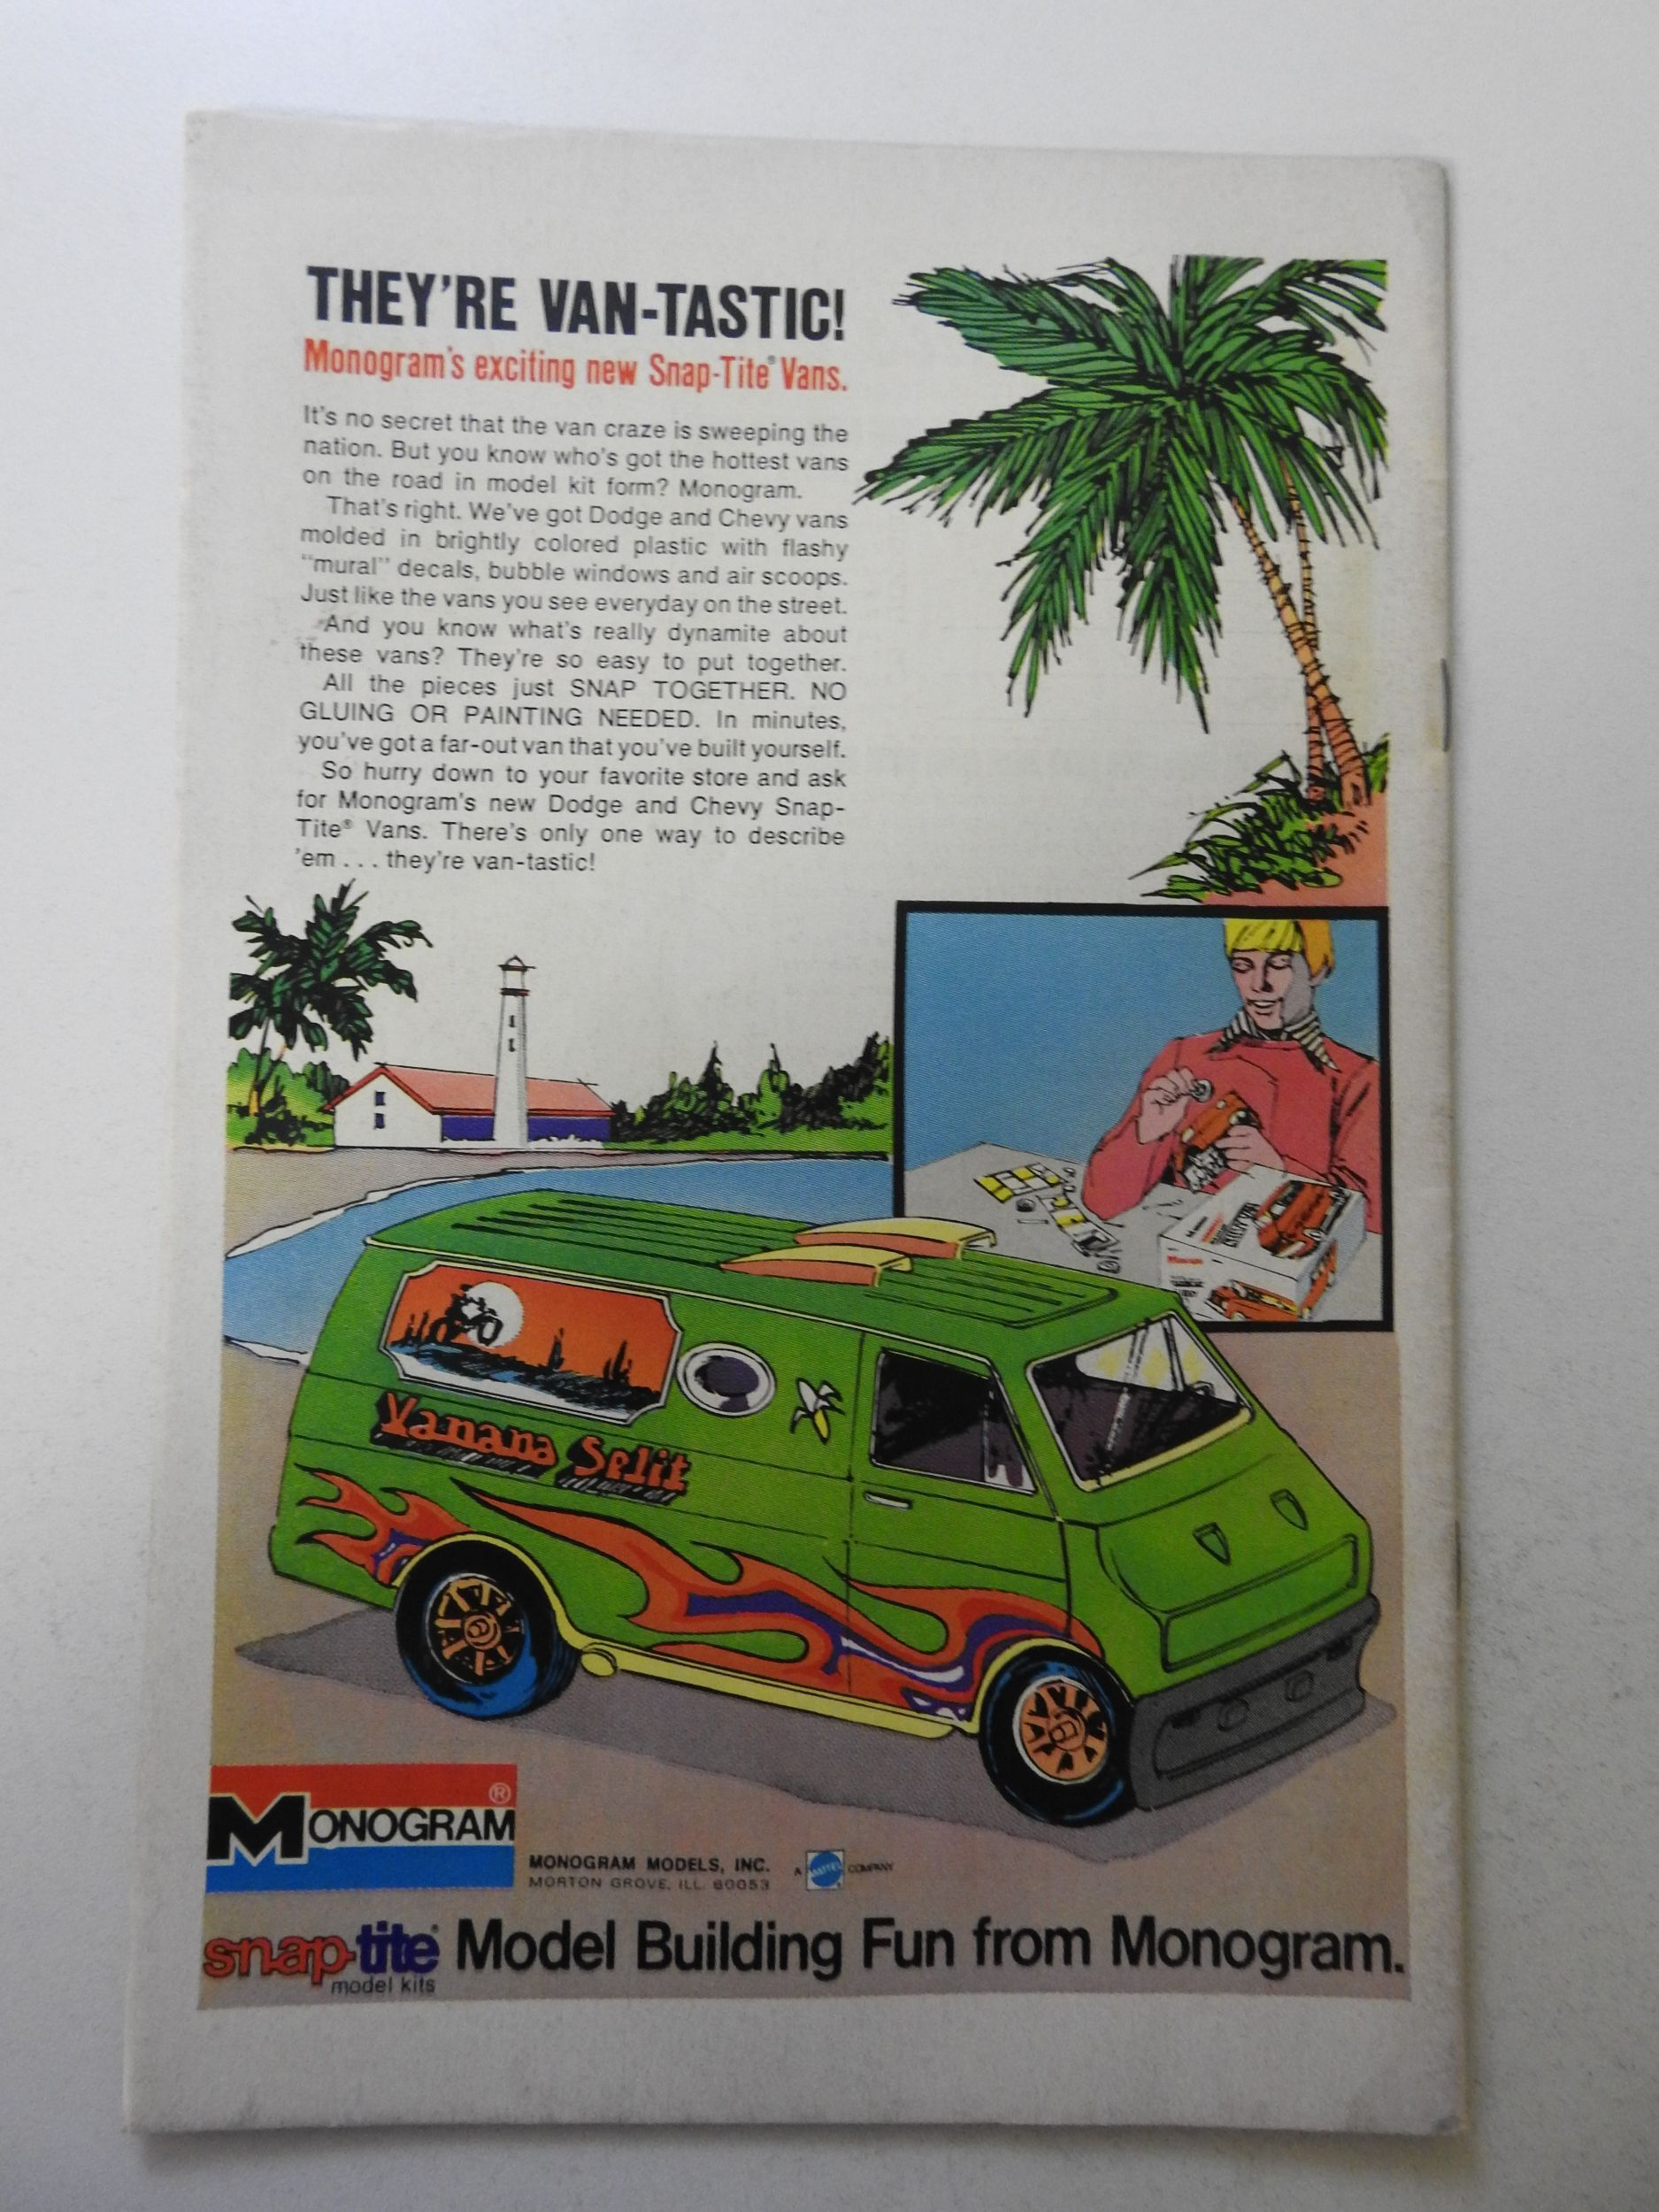 THEY'RE VAN-TASTIC!
Monogram's exciting new Snap-Tite® Vans.
It's no secret that the van craze is sweeping the
nation. But you know who's got the hottest vans
on the road in model kit form? Monogram.
That's right. We've got Dodge and Chevy vans
molded in brightly colored plastic with flashy
"mural" decals, bubble windows and air scoops.
Just like the vans you see everyday on the street.
And you know what's really dynamite about
these vans? They're so easy to put together.
All the pieces just SNAP TOGETHER. NO
GLUING OR PAINTING NEEDED. In minutes,
you've got a far-out van that you've built yourself.
So hurry down to your favorite store and ask
for Monogram's new Dodge and Chevy Snap-
Tite® Vans. There's only one way to describe
'em . . . they're van-tastic!
Vanana Split
MONOGRAM ®
MONOGRAM MODELS, INC.
MORTON GROVE, ILL. 60053
A MATTEL COMPANY
snap-tite® Model Building Fun from Monogram.
model kits